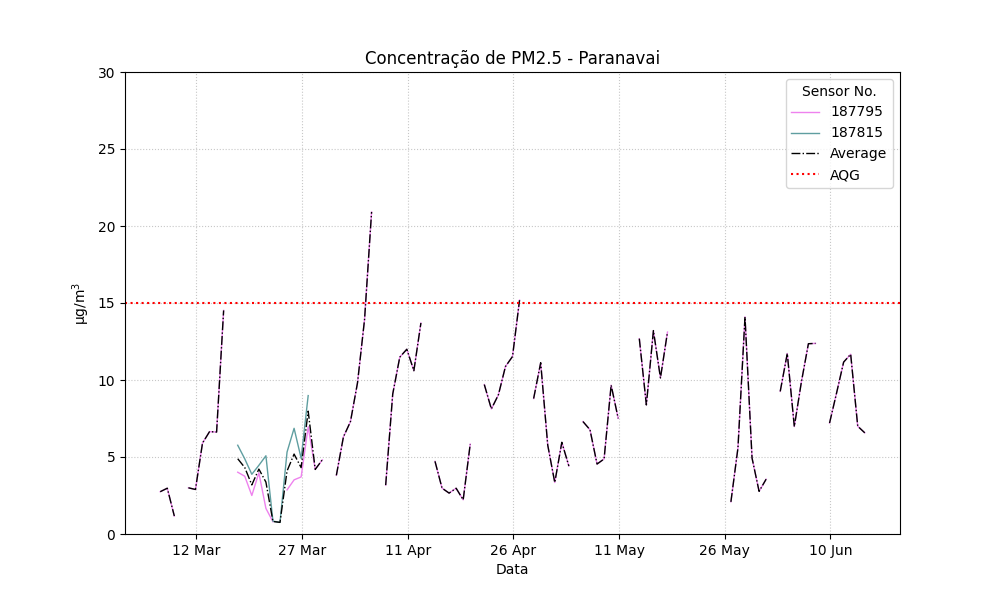 Concentração de PM2.5 - Paranavai
Sensor No.
187795
187815
Average
AQG
30
25
20
15
10
5
0
µg/m³
12 Mar
27 Mar
11 Apr
26 Apr
11 May
26 May
10 Jun
Data